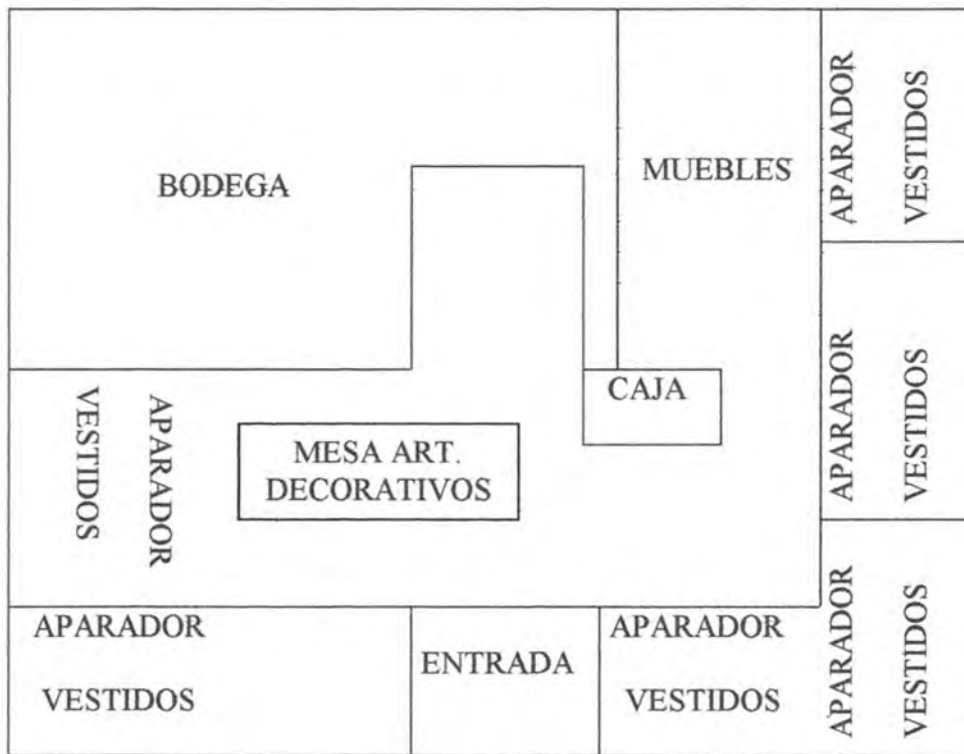 BODEGA
MUEBLES
APARADOR
VESTIDOS
CAJA
MESA ART.
DECORATIVOS
APARADOR
VESTIDOS
APARADOR
VESTIDOS
APARADOR
VESTIDOS
ENTRADA
APARADOR
VESTIDOS
APARADOR
VESTIDOS